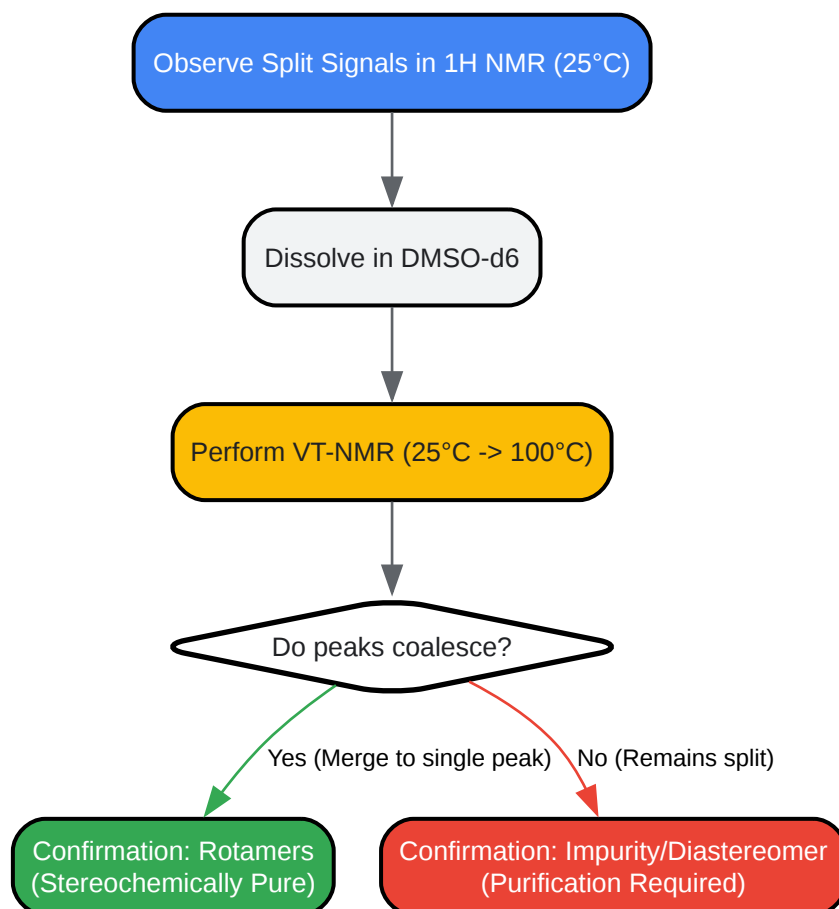 Observe Split Signals in 1H NMR (25°C)
Dissolve in DMSO-d6
Perform VT-NMR (25°C -> 100°C)
Do peaks coalesce?
Yes (Merge to single peak)
No (Remains split)
Confirmation: Rotamers
(Stereochemically Pure)
Confirmation: Impurity/Diastereomer
(Purification Required)